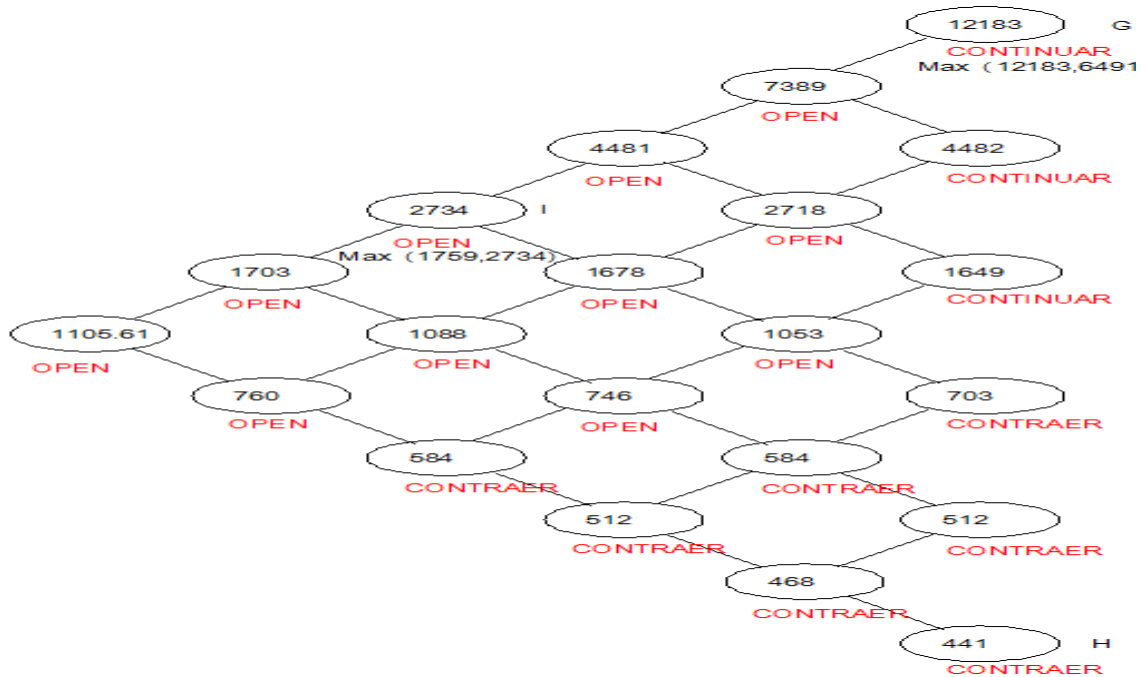 12183 G
CONTINUAR
Max (12183,6491
7389
OPEN
4481 4482
OPEN CONTINUAR
2734 I 2718
OPEN OPEN
Max (1759,2734)
1703 1678 1649
OPEN OPEN CONTINUAR
1105.61 1088 1053
OPEN OPEN OPEN
760 746 703
OPEN OPEN CONTRAER
584 584
CONTRAER CONTRAER
512 512
CONTRAER CONTRAER
468
CONTRAER
441 H
CONTRAER